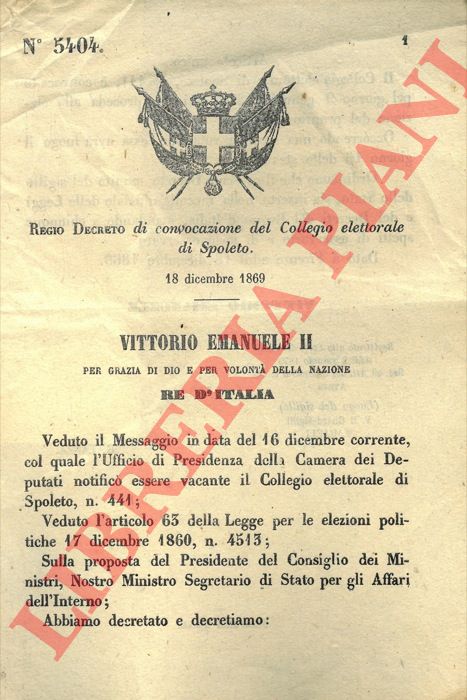 N° 5404.
1
REGIO DECRETO di convocazione del Collegio elettorale
di Spoleto.
18 dicembre 1869
VITTORIO EMANUELE II
PER GRAZIA DI DIO E PER VOLONTÀ DELLA NAZIONE
RE D'ITALIA
Veduto il Messaggio in data del 16 dicembre corrente,
col quale l'Ufficio di Presidenza della Camera dei De-
putati notificò essere vacante il Collegio elettorale di
Spoleto, n. 441;
Veduto l'articolo 63 della Legge per le elezioni poli-
tiche 17 dicembre 1860, n. 4513;
Sulla proposta del Presidente del Consiglio dei Mi-
nistri, Nostro Ministro Segretario di Stato per gli Affari
dell'Interno;
Abbiamo decretato e decretiamo:
LIBRERIA PIANI